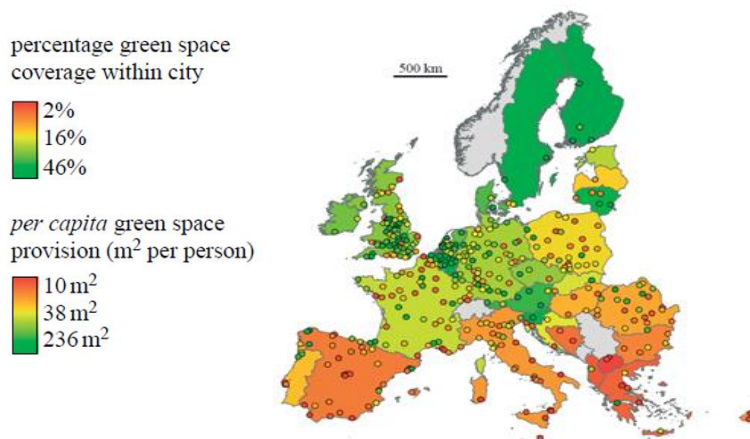 percentage green space
coverage within city
2%
16%
46%
per capita green space
provision (m² per person)
10 m²
38 m²
236 m²
500 km